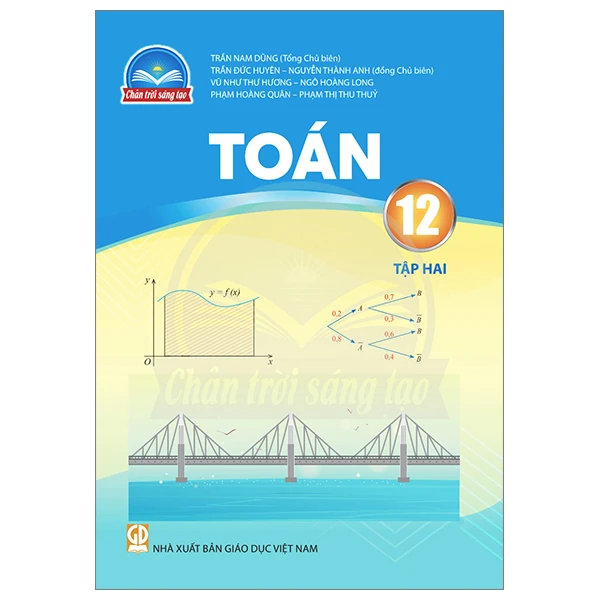 TRẦN NAM DŨNG (Tổng Chủ biên)
TRẦN ĐỨC HUYÊN – NGUYỄN THÀNH ANH (đồng Chủ biên)
VŨ NHƯ THƯ HƯƠNG – NGÔ HOÀNG LONG
PHẠM HOÀNG QUÂN – PHẠM THỊ THU THUỶ
Chân trời sáng tạo
TOÁN
12
TẬP HAI
y
y = f (x)
O
x
0,2
0,8
A
A̅
0,7
0,3
0,6
0,4
B
B̅
B
B̅
Chân trời sáng tạo
GD
NHÀ XUẤT BẢN GIÁO DỤC VIỆT NAM